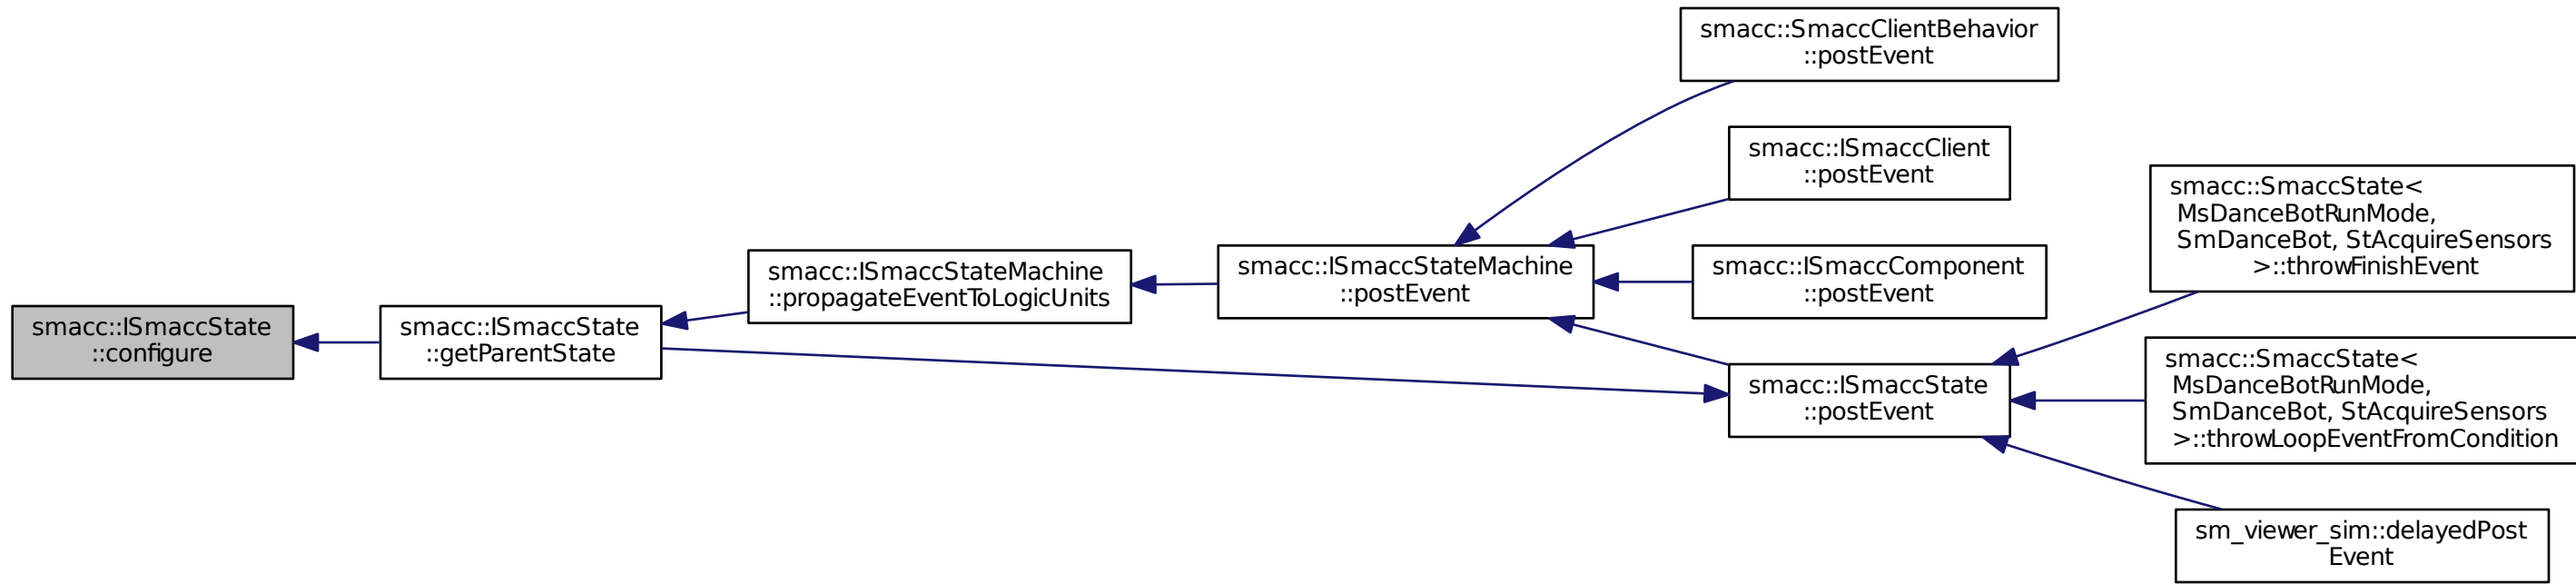 smacc::ISmaccState
::configure
smacc::ISmaccState
::getParentState
smacc::ISmaccStateMachine
::propagateEventToLogicUnits
smacc::ISmaccStateMachine
::postEvent
smacc::SmaccClientBehavior
::postEvent
smacc::ISmaccClient
::postEvent
smacc::ISmaccComponent
::postEvent
smacc::ISmaccState
::postEvent
smacc::SmaccState<
MsDanceBotRunMode,
SmDanceBot, StAcquireSensors
>::throwFinishEvent
smacc::SmaccState<
MsDanceBotRunMode,
SmDanceBot, StAcquireSensors
>::throwLoopEventFromCondition
sm_viewer_sim::delayedPost
Event